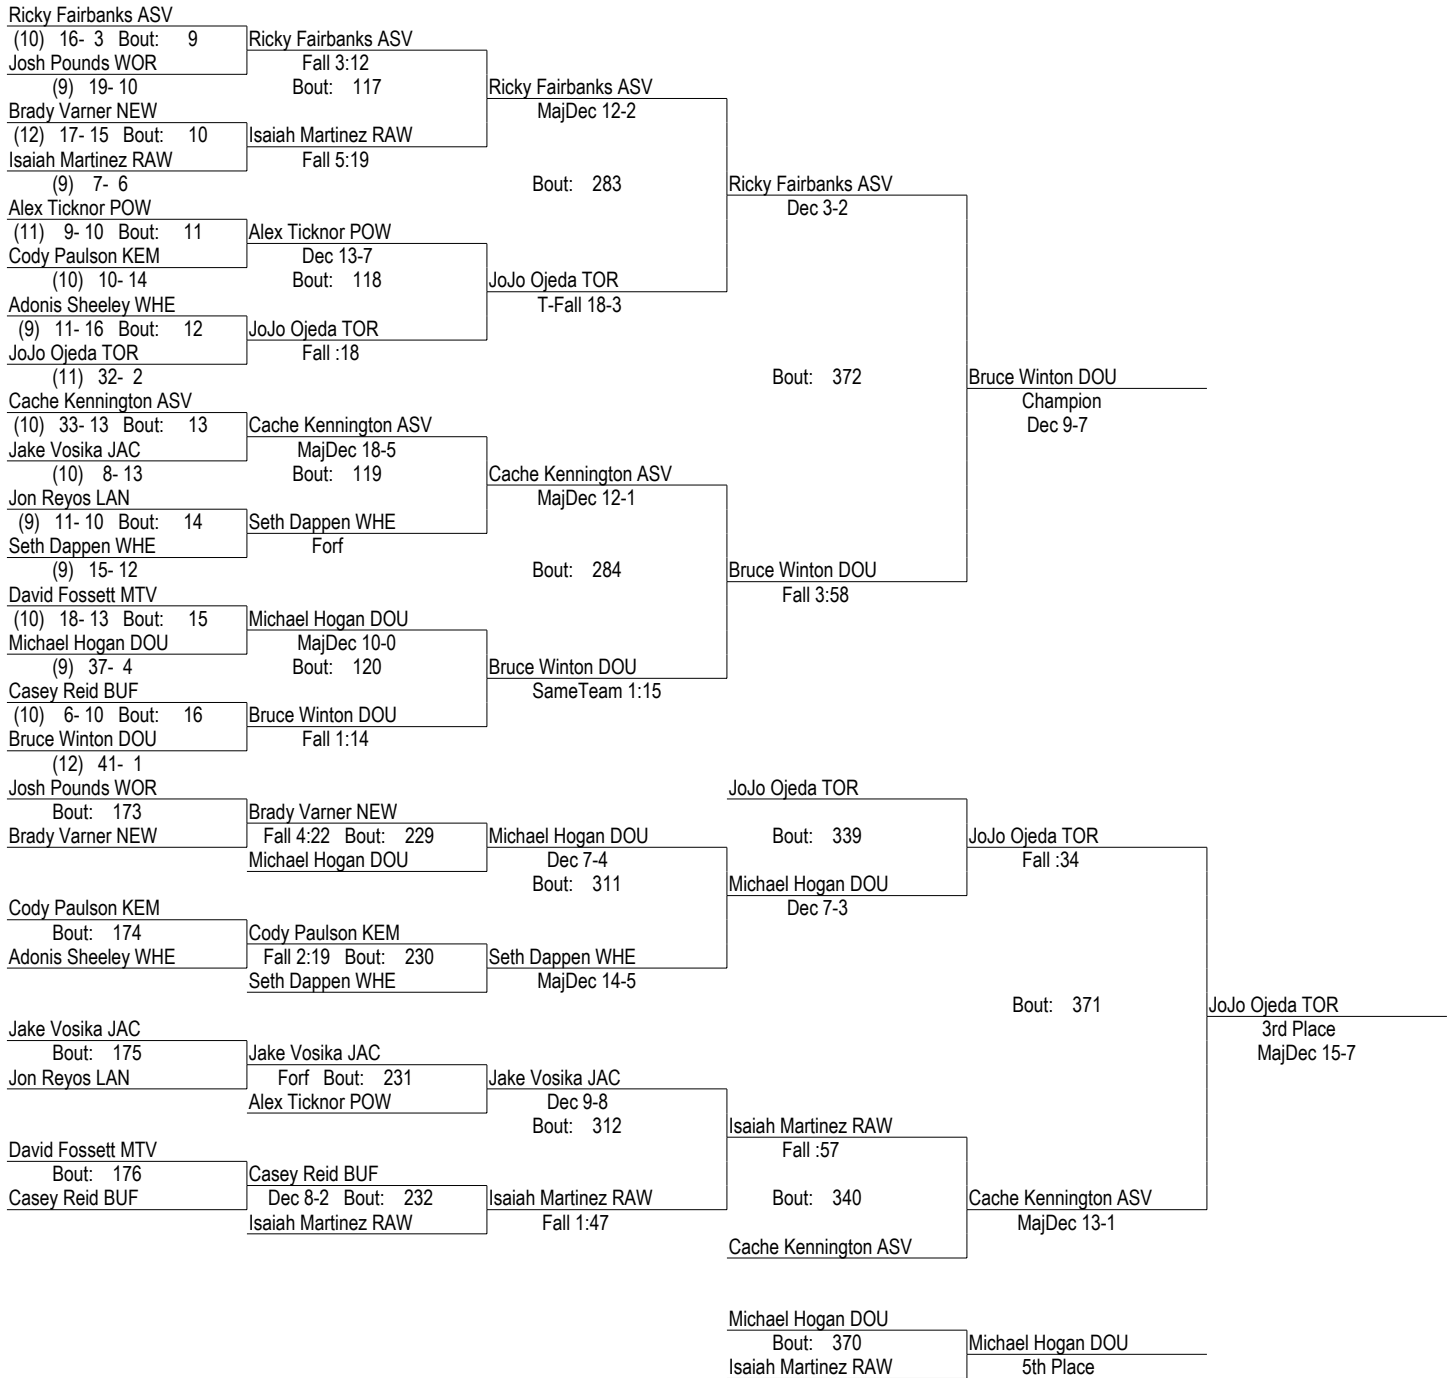 Ricky Fairbanks ASV
(10) 16- 3 Bout: 9 Ricky Fairbanks ASV
Josh Pounds WOR Fall 3:12
(9) 19- 10 Bout: 117 Ricky Fairbanks ASV
Brady Varner NEW MajDec 12-2
(12) 17- 15 Bout: 10 Isaiah Martinez RAW
Isaiah Martinez RAW Fall 5:19
(9) 7- 6 Bout: 283 Ricky Fairbanks ASV
Alex Ticknor POW Dec 3-2
(11) 9- 10 Bout: 11 Alex Ticknor POW
Cody Paulson KEM Dec 13-7
(10) 10- 14 Bout: 118 JoJo Ojeda TOR
Adonis Sheeley WHE T-Fall 18-3
(9) 11- 16 Bout: 12 JoJo Ojeda TOR
JoJo Ojeda TOR Fall :18
(11) 32- 2 Bout: 372 Bruce Winton DOU
Cache Kennington ASV Champion
(10) 33- 13 Bout: 13 Cache Kennington ASV Dec 9-7
Jake Vosika JAC MajDec 18-5
(10) 8- 13 Bout: 119 Cache Kennington ASV
Jon Reyos LAN MajDec 12-1
(9) 11- 10 Bout: 14 Seth Dappen WHE
Seth Dappen WHE Forf
(9) 15- 12 Bout: 284 Bruce Winton DOU
David Fossett MTV Fall 3:58
(10) 18- 13 Bout: 15 Michael Hogan DOU
Michael Hogan DOU MajDec 10-0
(9) 37- 4 Bout: 120 Bruce Winton DOU
Casey Reid BUF SameTeam 1:15
(10) 6- 10 Bout: 16 Bruce Winton DOU
Bruce Winton DOU Fall 1:14
(12) 41- 1
Josh Pounds WOR JoJo Ojeda TOR
Bout: 173 Brady Varner NEW
Brady Varner NEW Fall 4:22 Bout: 229 Michael Hogan DOU Bout: 339 JoJo Ojeda TOR
Michael Hogan DOU Dec 7-4 Fall :34
Bout: 311 Michael Hogan DOU
Cody Paulson KEM Dec 7-3
Bout: 174 Cody Paulson KEM
Adonis Sheeley WHE Fall 2:19 Bout: 230 Seth Dappen WHE
Seth Dappen WHE MajDec 14-5
Bout: 371 JoJo Ojeda TOR
Jake Vosika JAC 3rd Place
Bout: 175 Jake Vosika JAC MajDec 15-7
Jon Reyos LAN Forf Bout: 231 Jake Vosika JAC
Alex Ticknor POW Dec 9-8
Bout: 312 Isaiah Martinez RAW
David Fossett MTV Fall :57
Bout: 176 Casey Reid BUF
Casey Reid BUF Dec 8-2 Bout: 232 Isaiah Martinez RAW Bout: 340 Cache Kennington ASV
Isaiah Martinez RAW Fall 1:47 MajDec 13-1
Cache Kennington ASV
Michael Hogan DOU
Bout: 370 Michael Hogan DOU
Isaiah Martinez RAW 5th Place